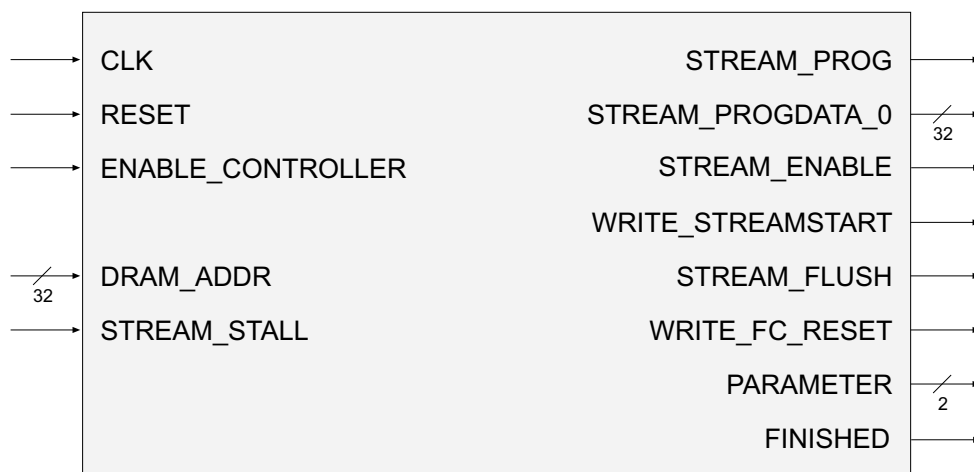 CLK
RESET
ENABLE_CONTROLLER
32
DRAM_ADDR
STREAM_STALL
STREAM_PROG
STREAM_PROGDATA_0
32
STREAM_ENABLE
WRITE_STREAMSTART
STREAM_FLUSH
WRITE_FC_RESET
PARAMETER
2
FINISHED